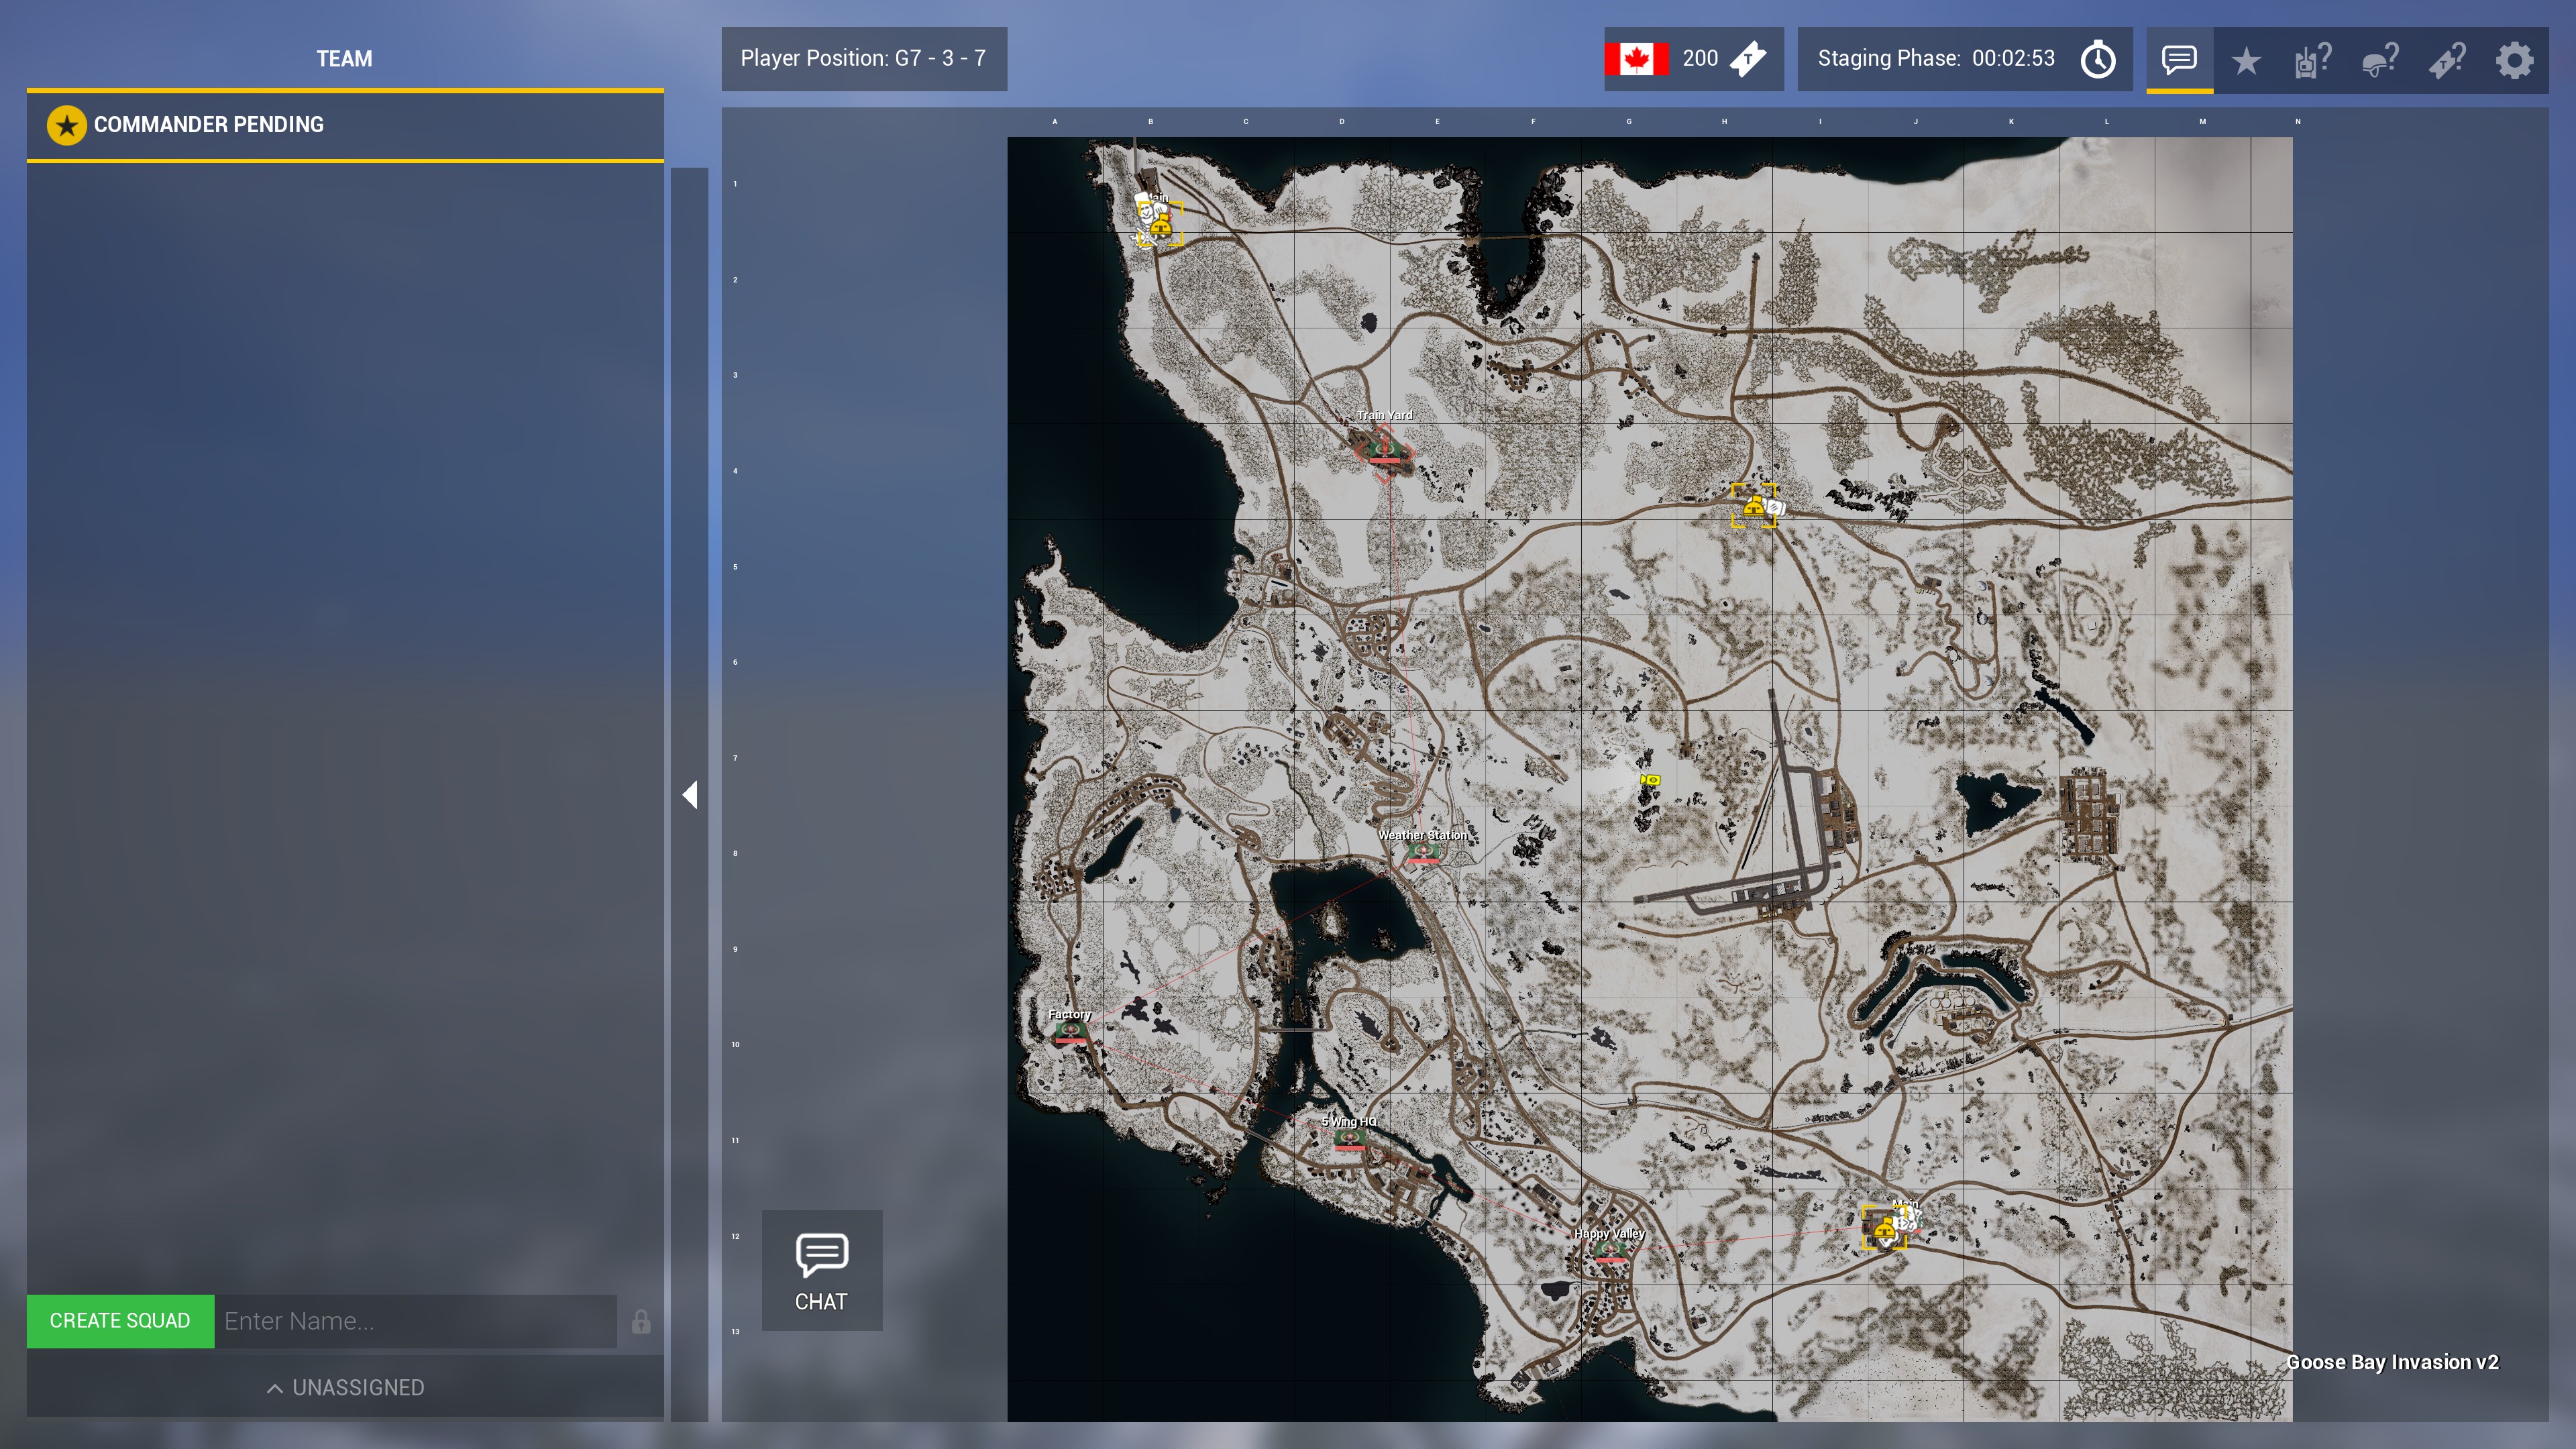 TEAM
Player Position: G7 - 3 - 7
200
Staging Phase: 00:02:53
COMMANDER PENDING
A B C D E F G H I J K L M N
1
2
3
Train Yard
4
5
6
7
Weather Station
8
9
Factory
10
5 Wing HQ
11
Main
12
Happy Valley
CHAT
13
CREATE SQUAD
Enter Name...
UNASSIGNED
Goose Bay Invasion v2